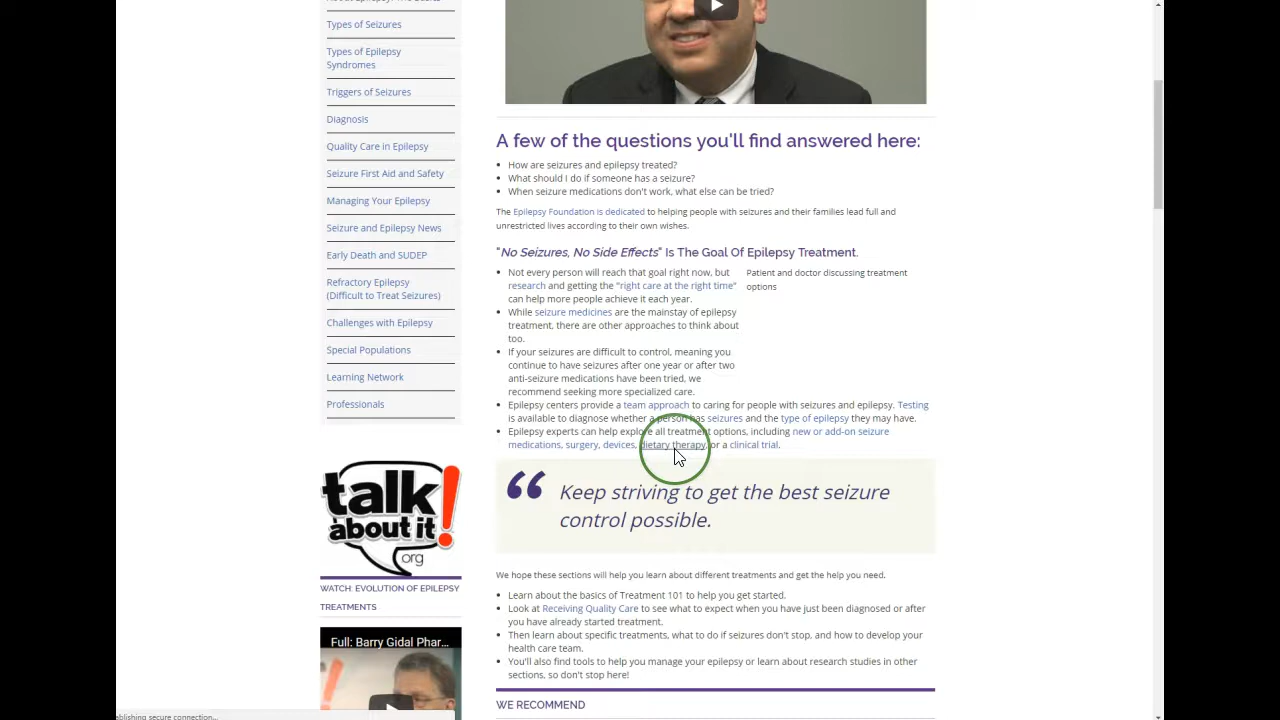 Types of Seizures
Types of Epilepsy
Syndromes
Triggers of Seizures
Diagnosis
Quality Care in Epilepsy
Seizure First Aid and Safety
Managing Your Epilepsy
Seizure and Epilepsy News
Early Death and SUDEP
Refractory Epilepsy
(Difficult to Treat Seizures)
Challenges with Epilepsy
Special Populations
Learning Network
Professionals
talk
about it!
org
WATCH: EVOLUTION OF EPILEPSY
TREATMENTS
Full: Barry Gidal Phar...
A few of the questions you'll find answered here:
How are seizures and epilepsy treated?
What should I do if someone has a seizure?
When seizure medications don't work, what else can be tried?
The Epilepsy Foundation is dedicated to helping people with seizures and their families lead full and
unrestricted lives according to their own wishes.
"No Seizures, No Side Effects" Is The Goal Of Epilepsy Treatment.
Not every person will reach that goal right now, but
research and getting the "right care at the right time"
can help more people achieve it each year.
While seizure medicines are the mainstay of epilepsy
treatment, there are other approaches to think about
too.
If your seizures are difficult to control, meaning you
continue to have seizures after one year or after two
anti-seizure medications have been tried, we
recommend seeking more specialized care.
Patient and doctor discussing treatment
options
Epilepsy centers provide a team approach to caring for people with seizures and epilepsy. Testing
is available to diagnose whether a person has seizures and the type of epilepsy they may have.
Epilepsy experts can help explore all treatment options, including new or add-on seizure
medications, surgery, devices, dietary therapy, or a clinical trial.
“ Keep striving to get the best seizure
control possible.
We hope these sections will help you learn about different treatments and get the help you need.
Learn about the basics of Treatment 101 to help you get started.
Look at Receiving Quality Care to see what to expect when you have just been diagnosed or after
you have already started treatment.
Then learn about specific treatments, what to do if seizures don't stop, and how to develop your
health care team.
You'll also find tools to help you manage your epilepsy or learn about research studies in other
sections, so don't stop here!
WE RECOMMEND
secure connection...